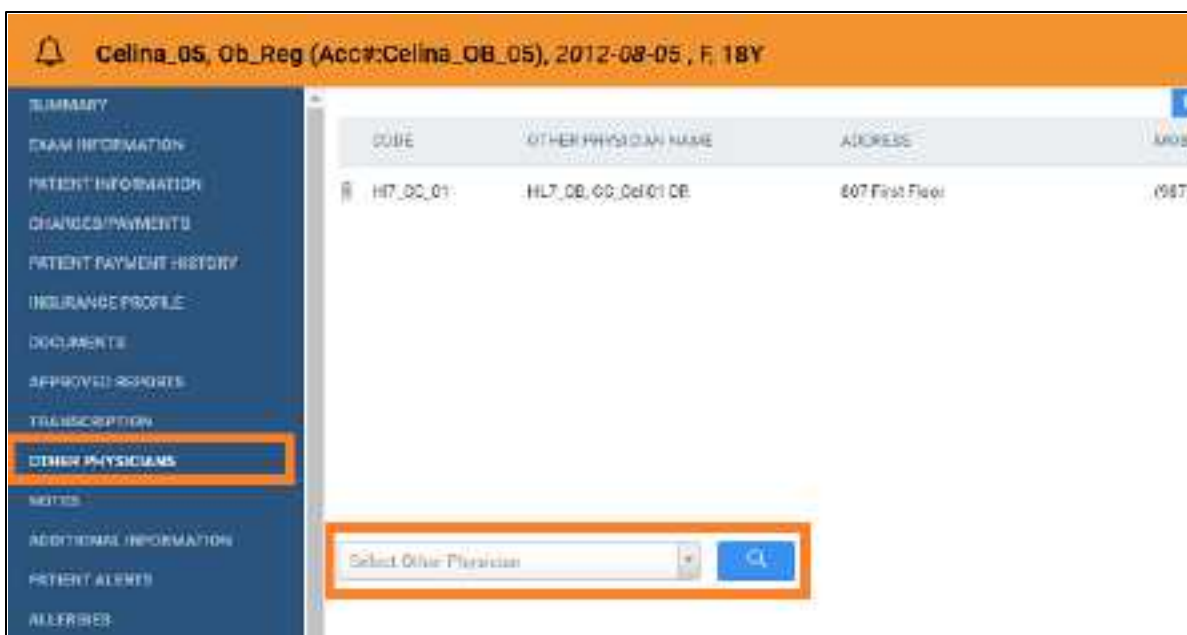 Celina_05, Ob_Reg (Acc#:Celina_OB_05), 2012-08-05 , F, 18Y
SUMMARY
EXAM INFORMATION
PATIENT INFORMATION
CHARGES/PAYMENTS
PATIENT PAYMENT HISTORY
INSURANCE PROFILE
DOCUMENTS
APPROVED REPORTS
TRANSCRIPTION
OTHER PHYSICIANS
NOTES
ADDITIONAL INFORMATION
PATIENT ALERTS
ALLERGIES
CODE OTHER PHYSICIAN NAME ADDRESS
607 First Floor (987
Select Other Physician